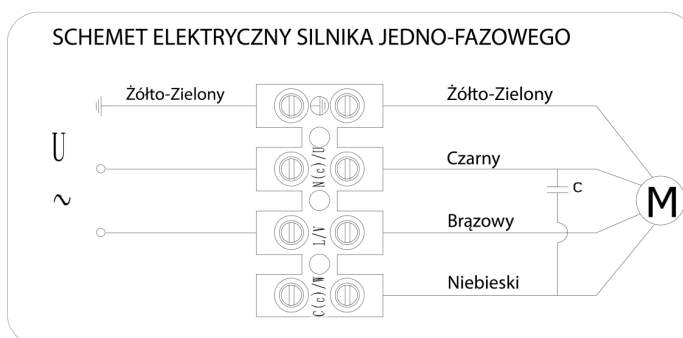 SCHEMET ELEKTRYCZNY SILNIKA JEDNO-FAZOWEGO
Żółto-Zielony
Żółto-Zielony
U
~
N(c)/U
Czarny
C
M
L/V
Brązowy
C(c)/W
Niebieski